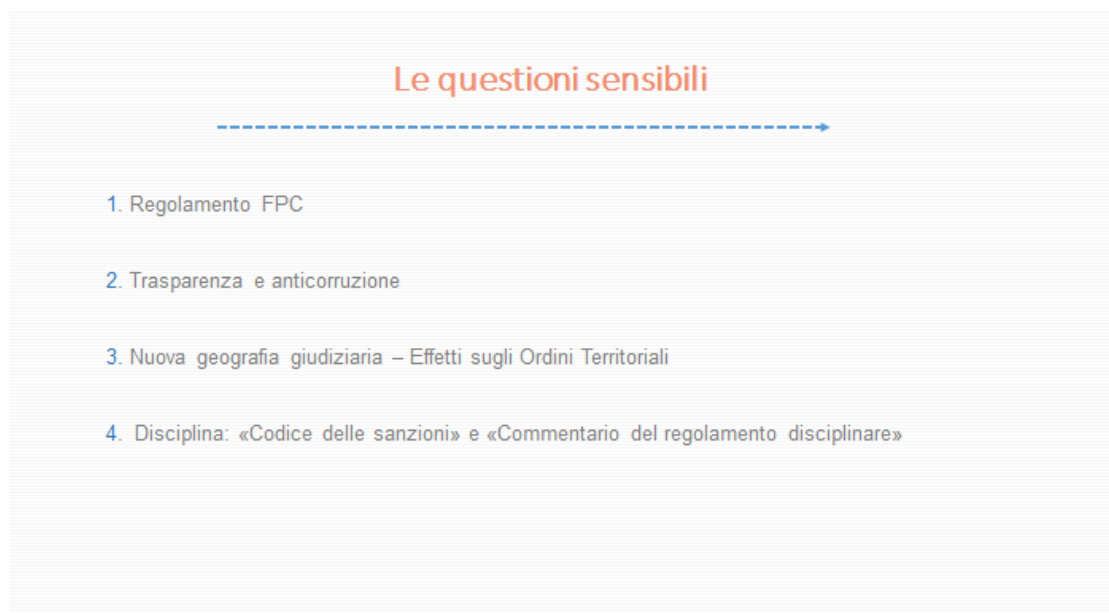 Le questioni sensibili
1. Regolamento FPC
2. Trasparenza e anticorruzione
3. Nuova geografia giudiziaria – Effetti sugli Ordini Territoriali
4. Disciplina: «Codice delle sanzioni» e «Commentario del regolamento disciplinare»